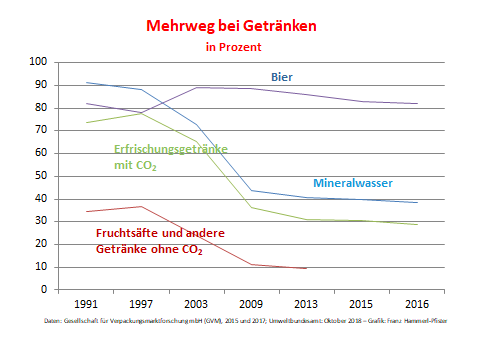 Mehrweg bei Getränken
in Prozent
100
90
80
70
60
50
40
30
20
10
0
Bier
Erfrischungsgetränke
mit CO₂
Mineralwasser
Fruchtsäfte und andere
Getränke ohne CO₂
1991 1997 2003 2009 2013 2015 2016
Daten: Gesellschaft für Verpackungsmarktforschung mbH (GVM), 2015 und 2017; Umweltbundesamt: Oktober 2018 – Grafik: Franz Hammerl-Pfister